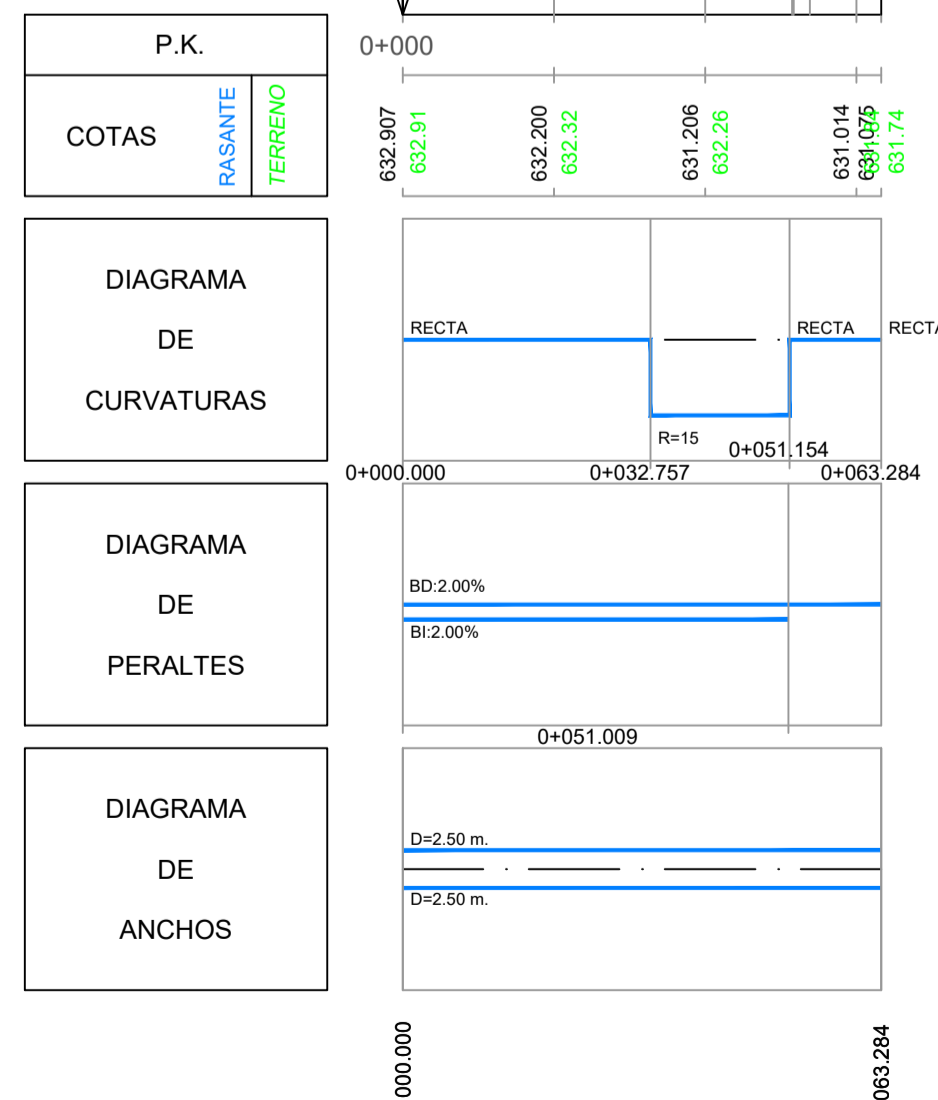 P.K.
0+000
COTAS
RASANTE
TERRENO
632.907
632.91
632.200
632.32
631.206
632.26
631.014
631.075
631.74
DIAGRAMA
DE
CURVATURAS
RECTA
RECTA
RECTA
R=15
0+051.154
0+000.000
0+032.757
0+063.284
DIAGRAMA
DE
PERALTES
BD:2.00%
BI:2.00%
0+051.009
DIAGRAMA
DE
ANCHOS
D=2.50 m.
D=2.50 m.
000.000
063.284